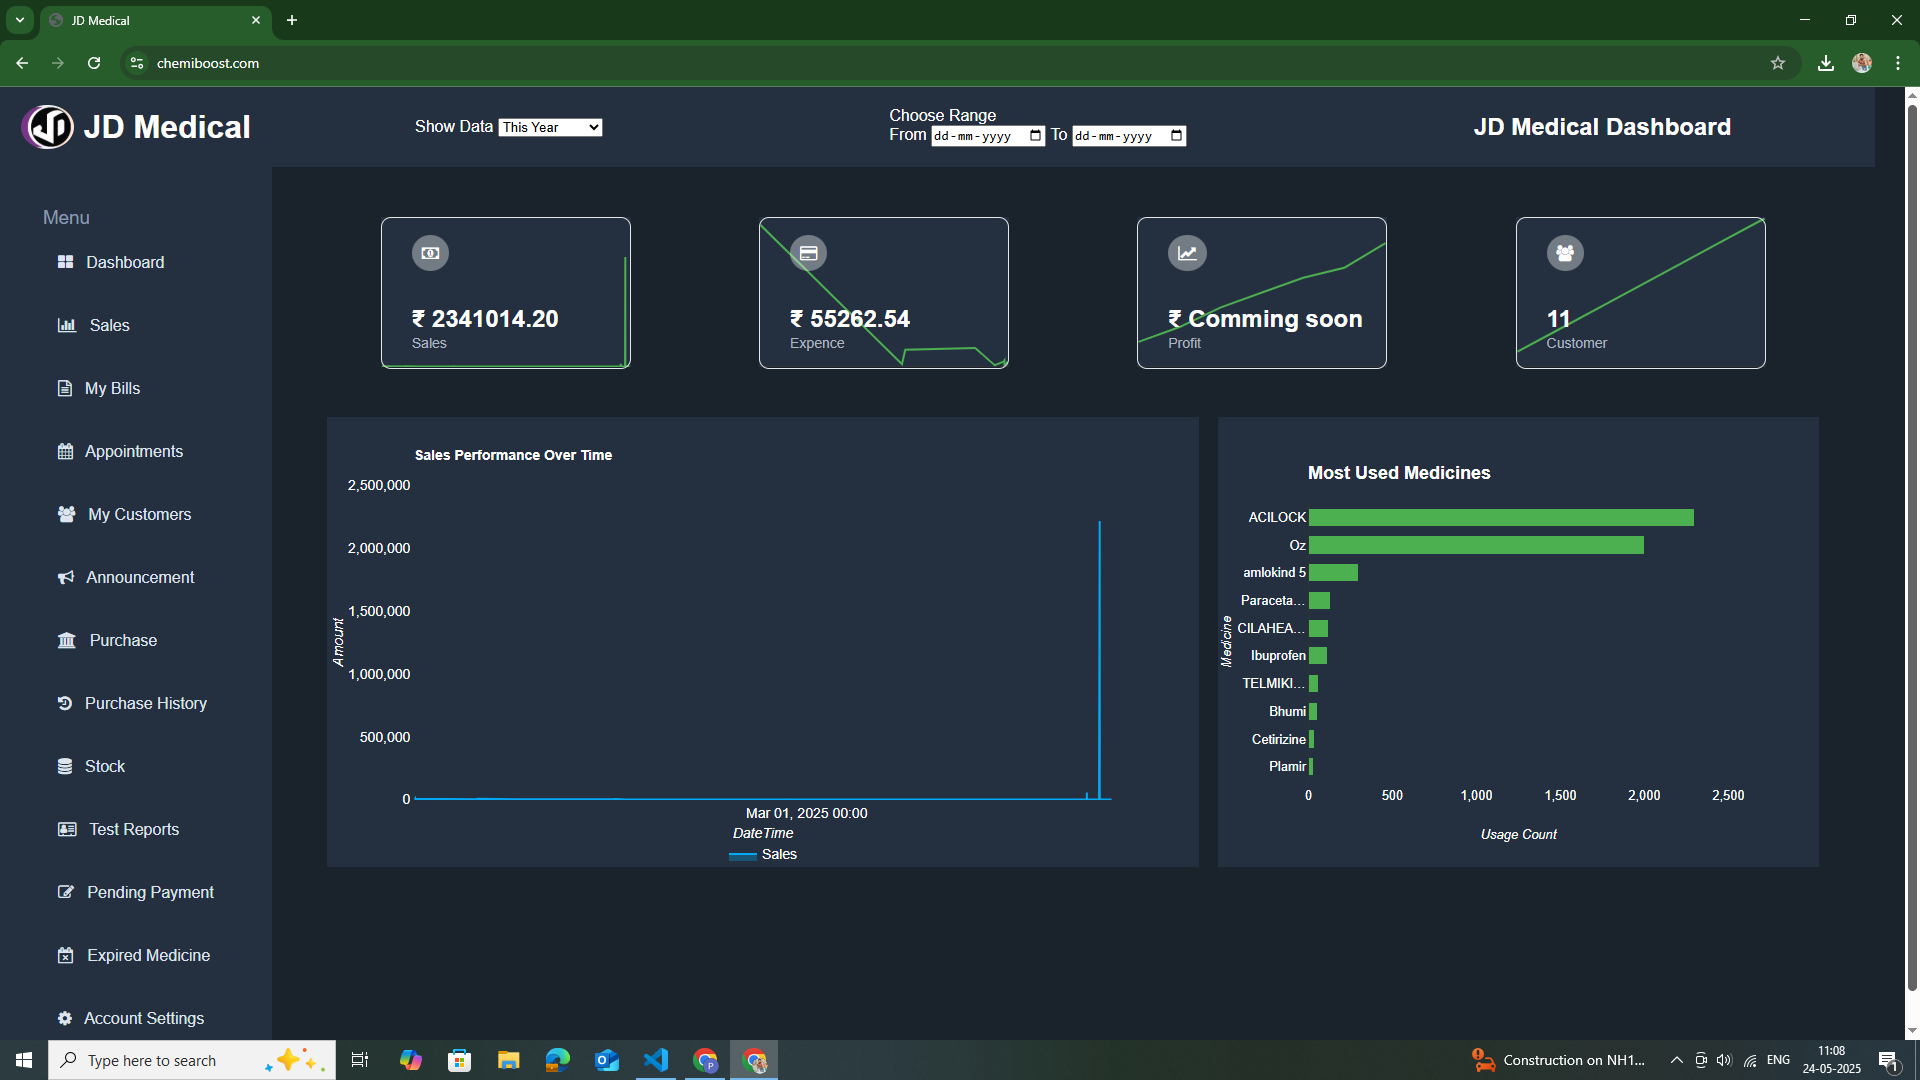 JD Medical
chemiboost.com
JD Medical
Show Data This Year
Choose Range
From dd-mm-yyyy To dd-mm-yyyy
JD Medical Dashboard
Menu
Dashboard
Sales
My Bills
Appointments
My Customers
Announcement
Purchase
Purchase History
Stock
Test Reports
Pending Payment
Expired Medicine
Account Settings
₹ 2341014.20
Sales
₹ 55262.54
Expence
₹ Comming soon
Profit
11
Customer
Sales Performance Over Time
2,500,000
2,000,000
1,500,000
1,000,000
500,000
0
Amount
Mar 01, 2025 00:00
DateTime
Sales
Most Used Medicines
ACILOCK
Oz
amlokind 5
Paraceta...
CILAHEA...
Ibuprofen
TELMIKI...
Bhumi
Cetirizine
Plamir
Medicine
0 500 1,000 1,500 2,000 2,500
Usage Count
Type here to search
Construction on NH1...
ENG
11:08
24-05-2025
1